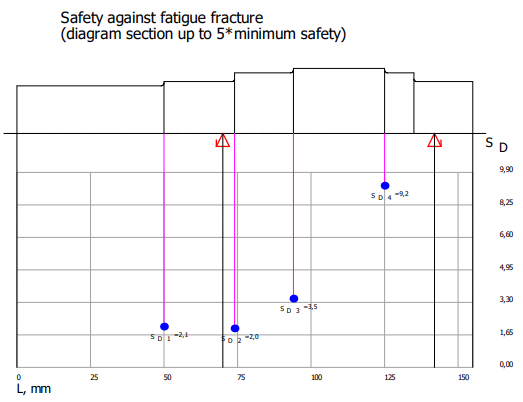 Safety against fatigue fracture
(diagram section up to 5*minimum safety)
S D
9,90
S D 4 =9,2
8,25
6,60
4,95
S D 3 =3,5
3,30
S D 1 =2,1
S D 2 =2,0
1,65
0,00
0 25 50 75 100 125 150
L, mm